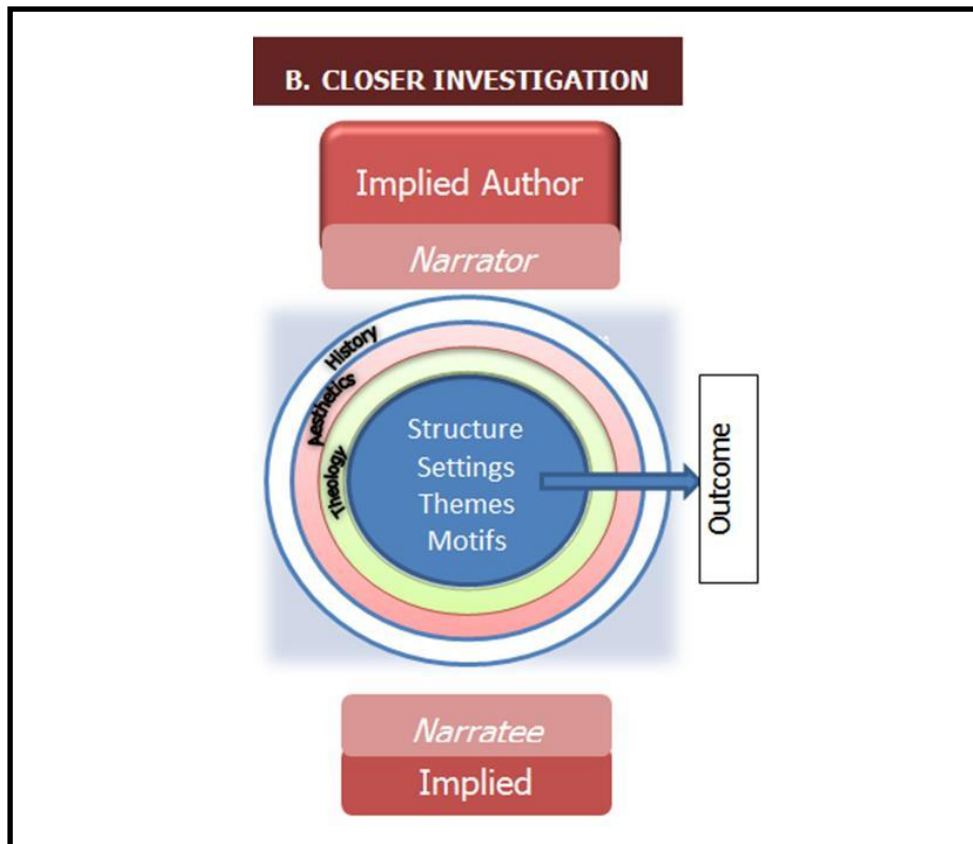 B. CLOSER INVESTIGATION
Implied Author
Narrator
History
Aesthetics
Theology
Structure
Settings
Themes
Motifs
Outcome
Narratee
Implied